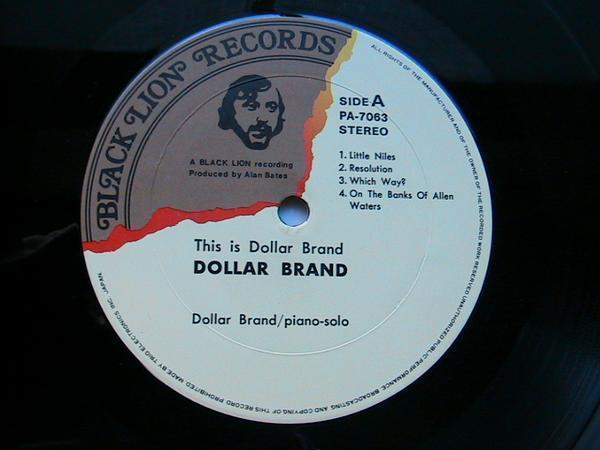 BLACK LION RECORDS
A BLACK LION recording
Produced by Alan Bates
SIDE A
PA-7063
STEREO
1. Little Niles
2. Resolution
3. Which Way?
4. On The Banks Of Allen
Waters
This is Dollar Brand
DOLLAR BRAND
Dollar Brand/piano-solo
ALL RIGHTS OF THE MANUFACTURER AND OF THE OWNER OF THE RECORDED WORK RESERVED UNAUTHORIZED PUBLIC PERFORMANCE, BROADCASTING AND COPYING OF THIS RECORD PROHIBITED MADE BY TRIO ELECTRONICS INC. JAPAN